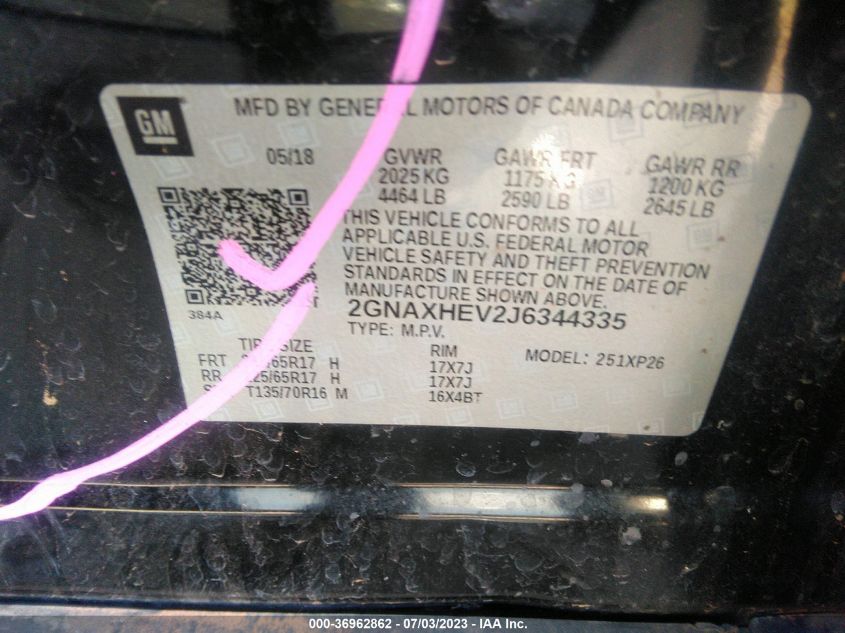 GM
MFD BY GENERAL MOTORS OF CANADA COMPANY
05/18 GVWR GAWR FRT GAWR RR
2025 KG 1175 KG 1200 KG
4464 LB 2590 LB 2645 LB
THIS VEHICLE CONFORMS TO ALL
APPLICABLE U.S. FEDERAL MOTOR
VEHICLE SAFETY AND THEFT PREVENTION
STANDARDS IN EFFECT ON THE DATE OF
MANUFACTURE SHOWN ABOVE.
384A
2GNAXHEV2J6344335
TYPE: M.P.V.
MODEL: 251XP26
TIRE SIZE RIM
FRT /65R17 H 17X7J
RR 225/65R17 H 17X7J
T135/70R16 M 16X4BT
000-36962862 - 07/03/2023 - IAA Inc.